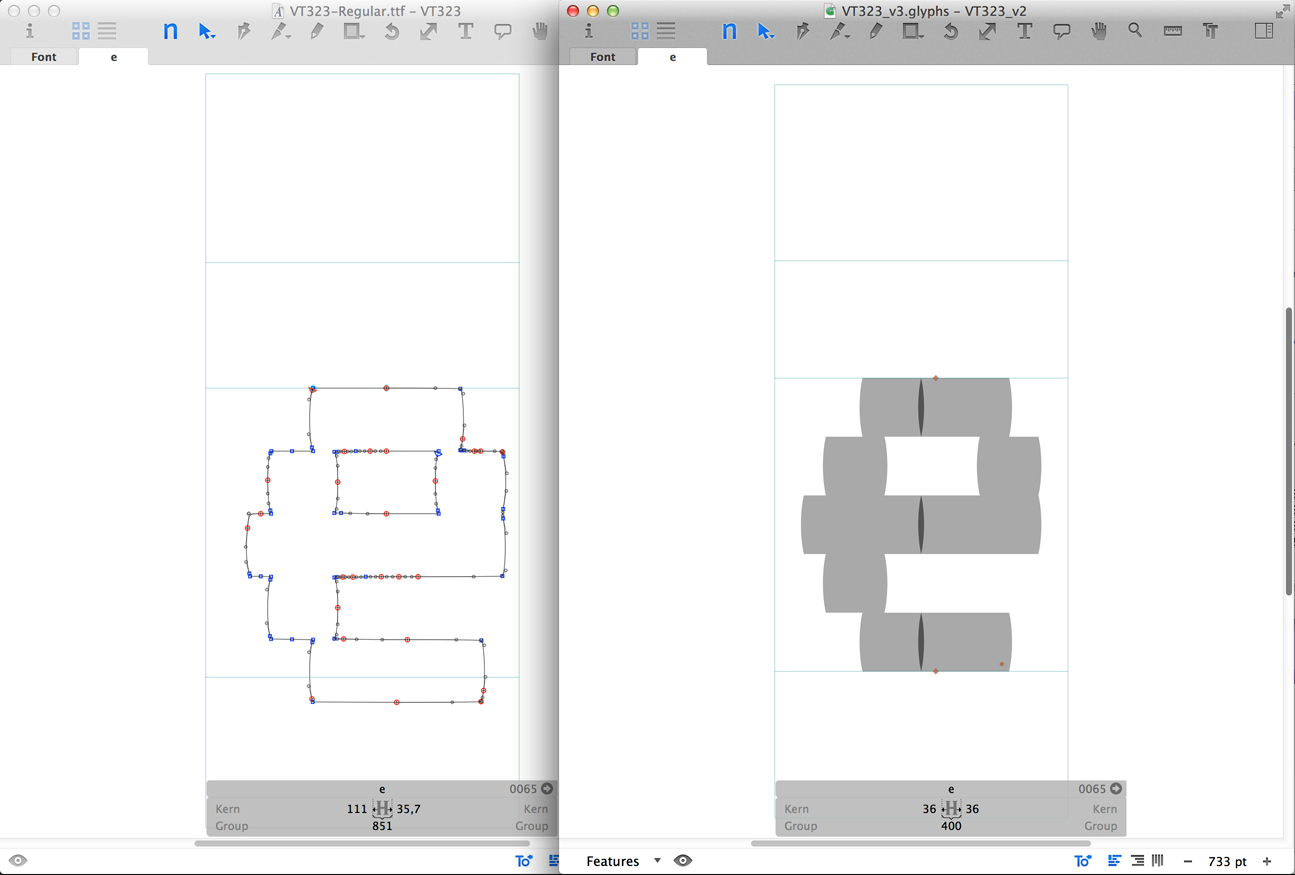 VT323-Regular.ttf – VT323
Font
e
e
0065
Kern
111
H
35,7
Kern
Group
851
Group
VT323_v3.glyphs – VT323_v2
Font
e
e
0065
Kern
36
H
36
Kern
Group
400
Group
Features
733 pt